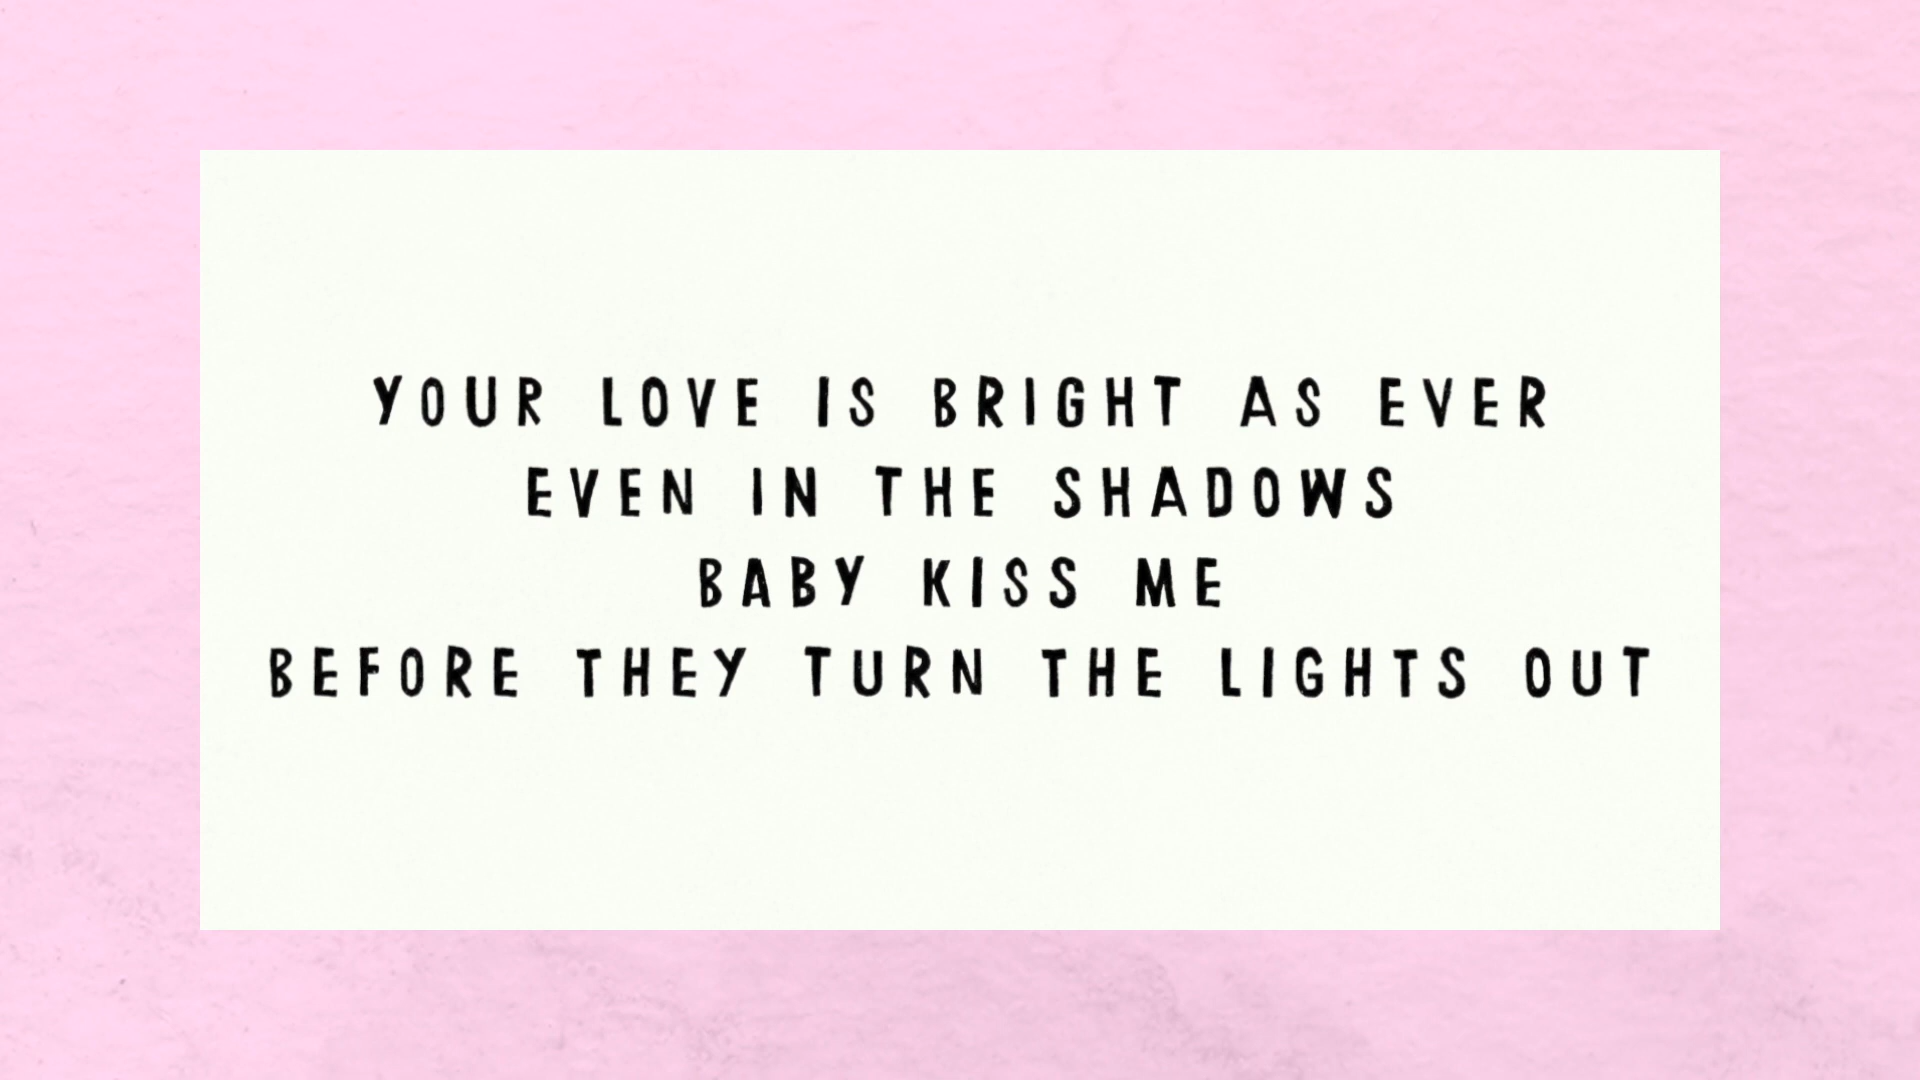 YOUR LOVE IS BRIGHT AS EVER
EVEN IN THE SHADOWS
BABY KISS ME
BEFORE THEY TURN THE LIGHTS OUT